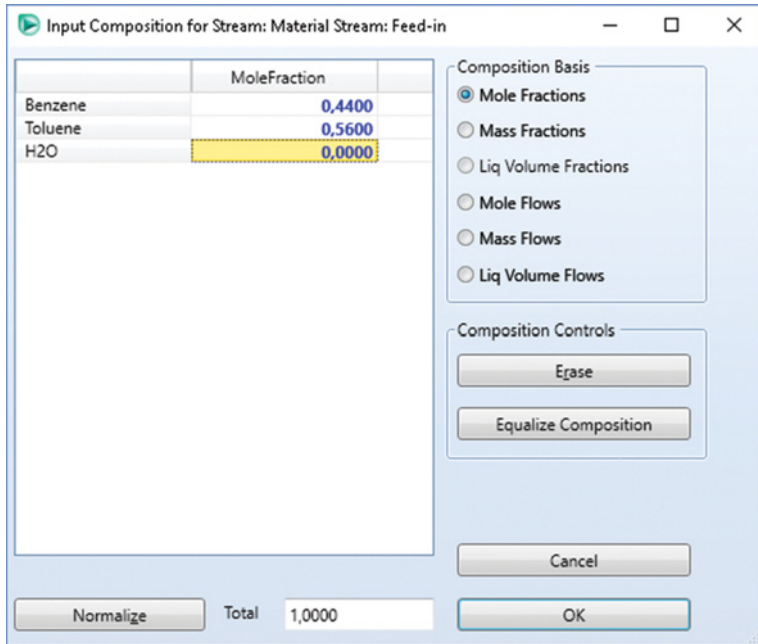 Input Composition for Stream: Material Stream: Feed-in
MoleFraction
Benzene 0,4400
Toluene 0,5600
H2O 0,0000
Composition Basis
Mole Fractions
Mass Fractions
Liq Volume Fractions
Mole Flows
Mass Flows
Liq Volume Flows
Composition Controls
Erase
Equalize Composition
Cancel
Normalize Total 1,0000 OK